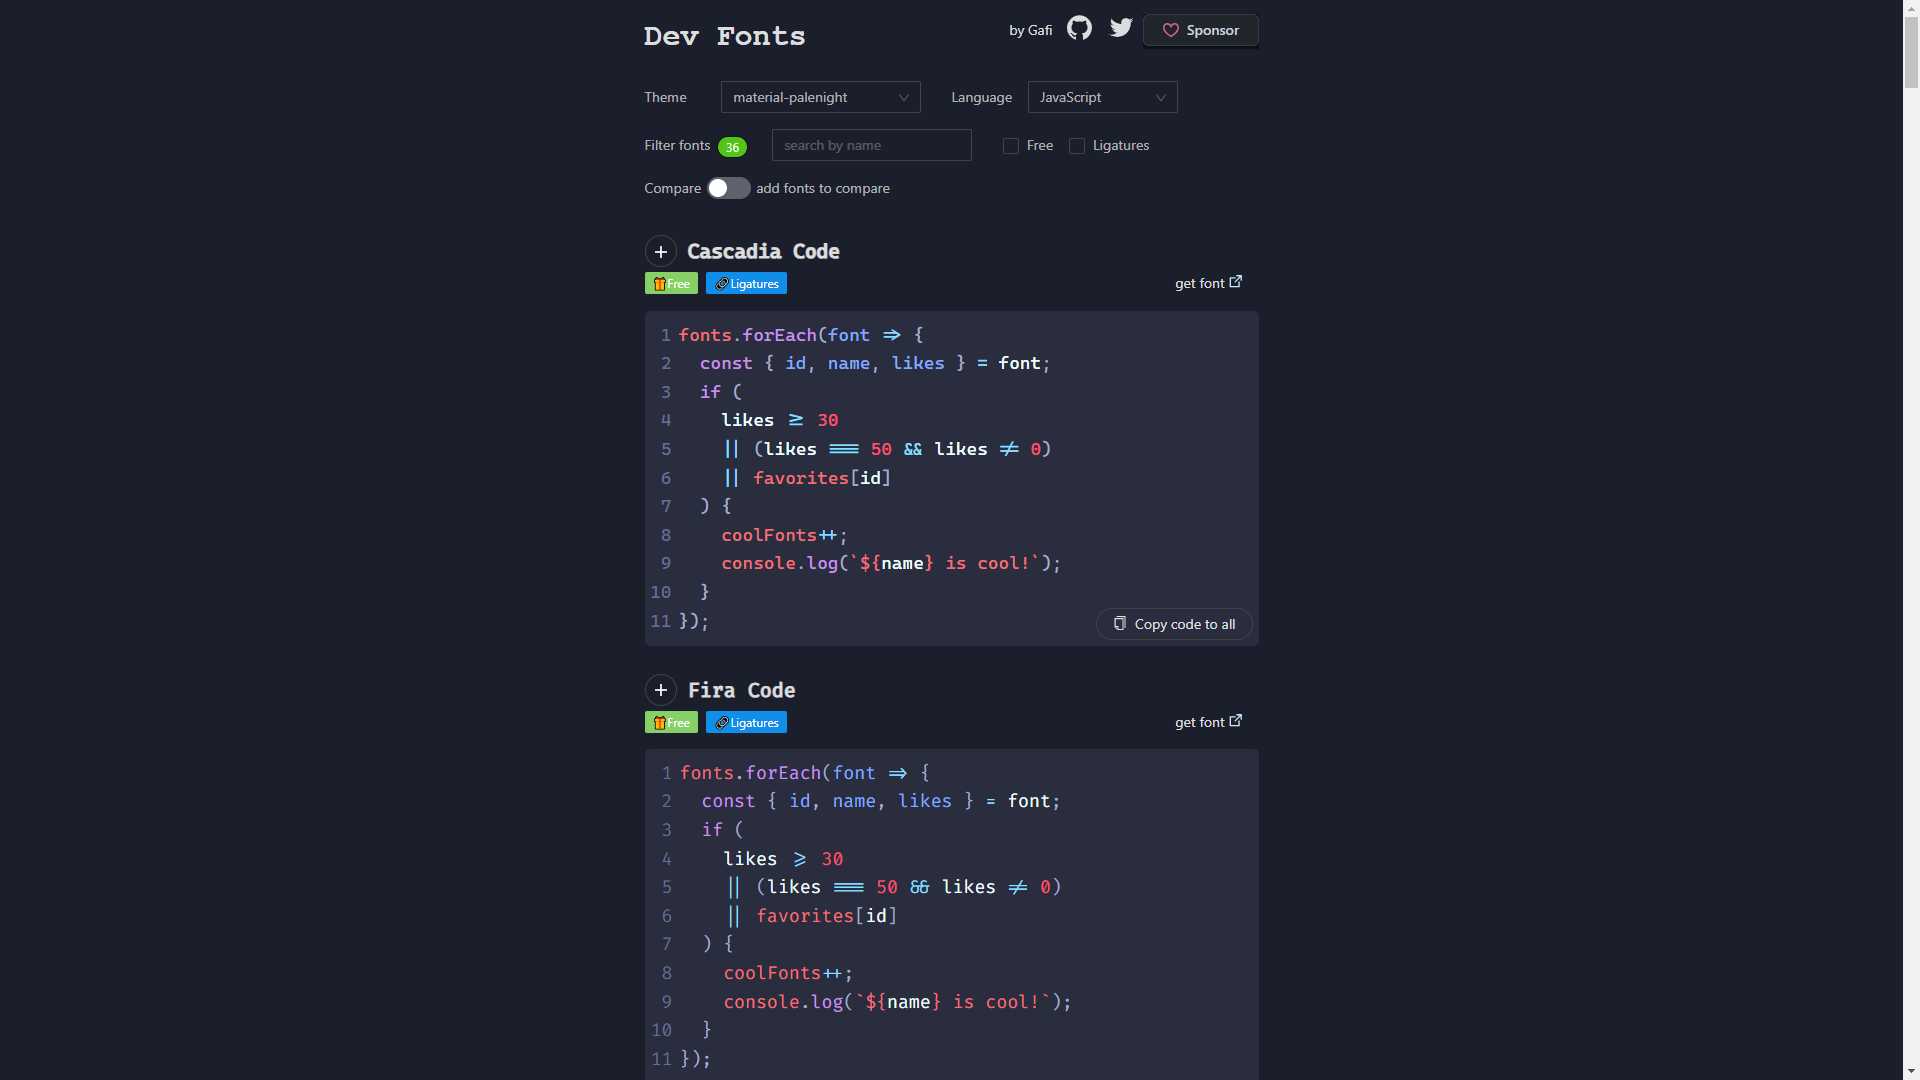 Dev Fonts
by Gafi
Sponsor
Theme
material-palenight
Language
JavaScript
Filter fonts 36
search by name
Free
Ligatures
Compare
add fonts to compare
+ Cascadia Code
Free
Ligatures
get font
1 fonts.forEach(font => {
2 const { id, name, likes } = font;
3 if (
4 likes >= 30
5 || (likes === 50 && likes != 0)
6 || favorites[id]
7 ) {
8 coolFonts++;
9 console.log(`${name} is cool!`);
10 }
11 });
Copy code to all
+ Fira Code
Free
Ligatures
get font
1 fonts.forEach(font => {
2 const { id, name, likes } = font;
3 if (
4 likes >= 30
5 || (likes === 50 && likes != 0)
6 || favorites[id]
7 ) {
8 coolFonts++;
9 console.log(`${name} is cool!`);
10 }
11 });